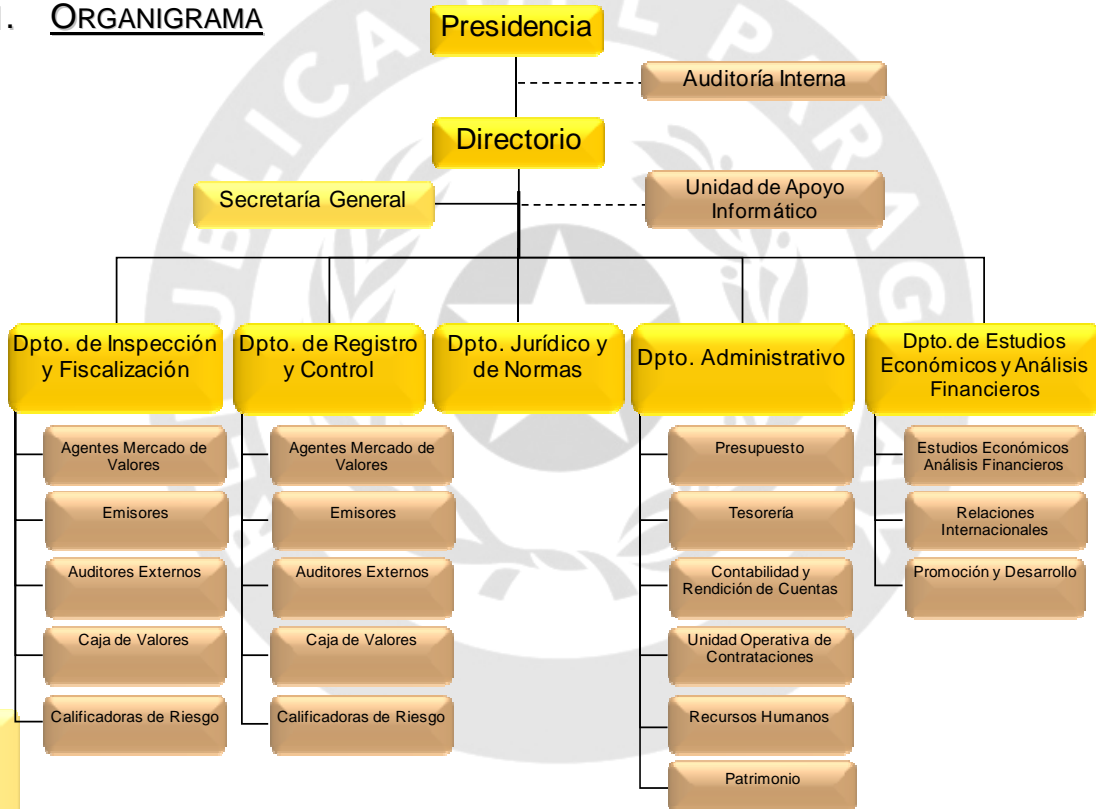 1. ORGANIGRAMA
Presidencia
Auditoría Interna
Directorio
Secretaría General
Unidad de Apoyo
Informático
Dpto. de Inspección
y Fiscalización
Dpto. de Registro
y Control
Dpto. Jurídico y
de Normas
Dpto. Administrativo
Dpto. de Estudios
Económicos y Análisis
Financieros
Agentes Mercado de
Valores
Emisores
Auditores Externos
Caja de Valores
Calificadoras de Riesgo
Agentes Mercado de
Valores
Emisores
Auditores Externos
Caja de Valores
Calificadoras de Riesgo
Presupuesto
Tesorería
Contabilidad y
Rendición de Cuentas
Unidad Operativa de
Contrataciones
Recursos Humanos
Patrimonio
Estudios Económicos
Análisis Financieros
Relaciones
Internacionales
Promoción y Desarrollo